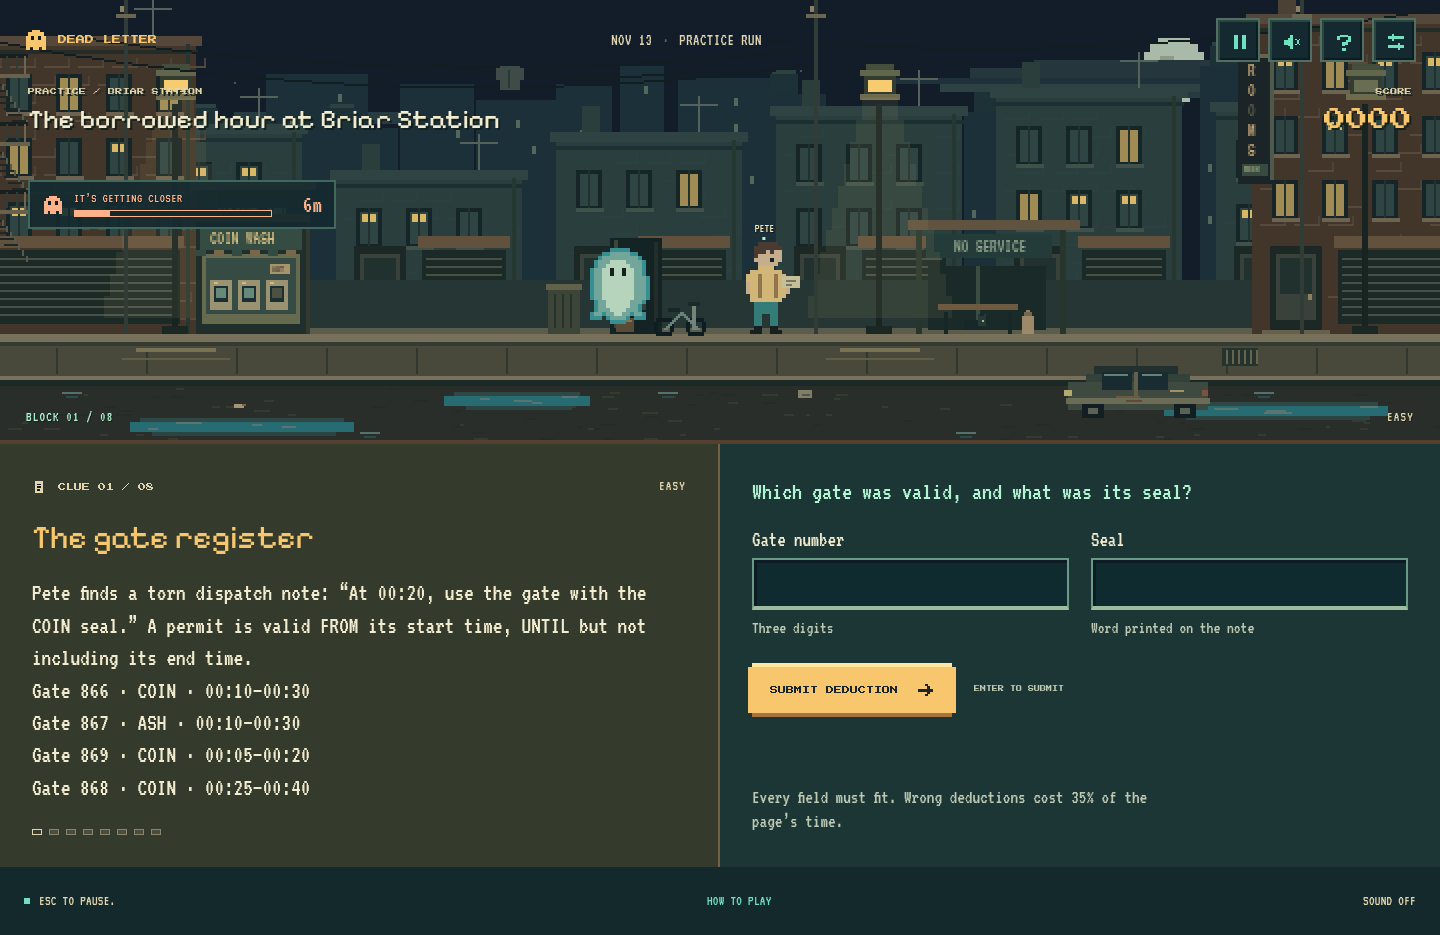 DEAD LETTER
NOV 13 · PRACTICE RUN
PRACTICE / BRIAR STATION
SCORE
The borrowed hour at Briar Station
0000
IT'S GETTING CLOSER
6m
ROOMS
COIN WASH
PETE
NO SERVICE
BLOCK 01 / 08
EASY
CLUE 01 / 08
EASY
The gate register
Pete finds a torn dispatch note: “At 00:20, use the gate with the
COIN seal.” A permit is valid FROM its start time, UNTIL but not
including its end time.
Gate 866 · COIN · 00:10–00:30
Gate 867 · ASH · 00:10–00:30
Gate 869 · COIN · 00:05–00:20
Gate 868 · COIN · 00:25–00:40
Which gate was valid, and what was its seal?
Gate number
Seal
Three digits
Word printed on the note
SUBMIT DEDUCTION
ENTER TO SUBMIT
Every field must fit. Wrong deductions cost 35% of the
page’s time.
ESC TO PAUSE.
HOW TO PLAY
SOUND OFF